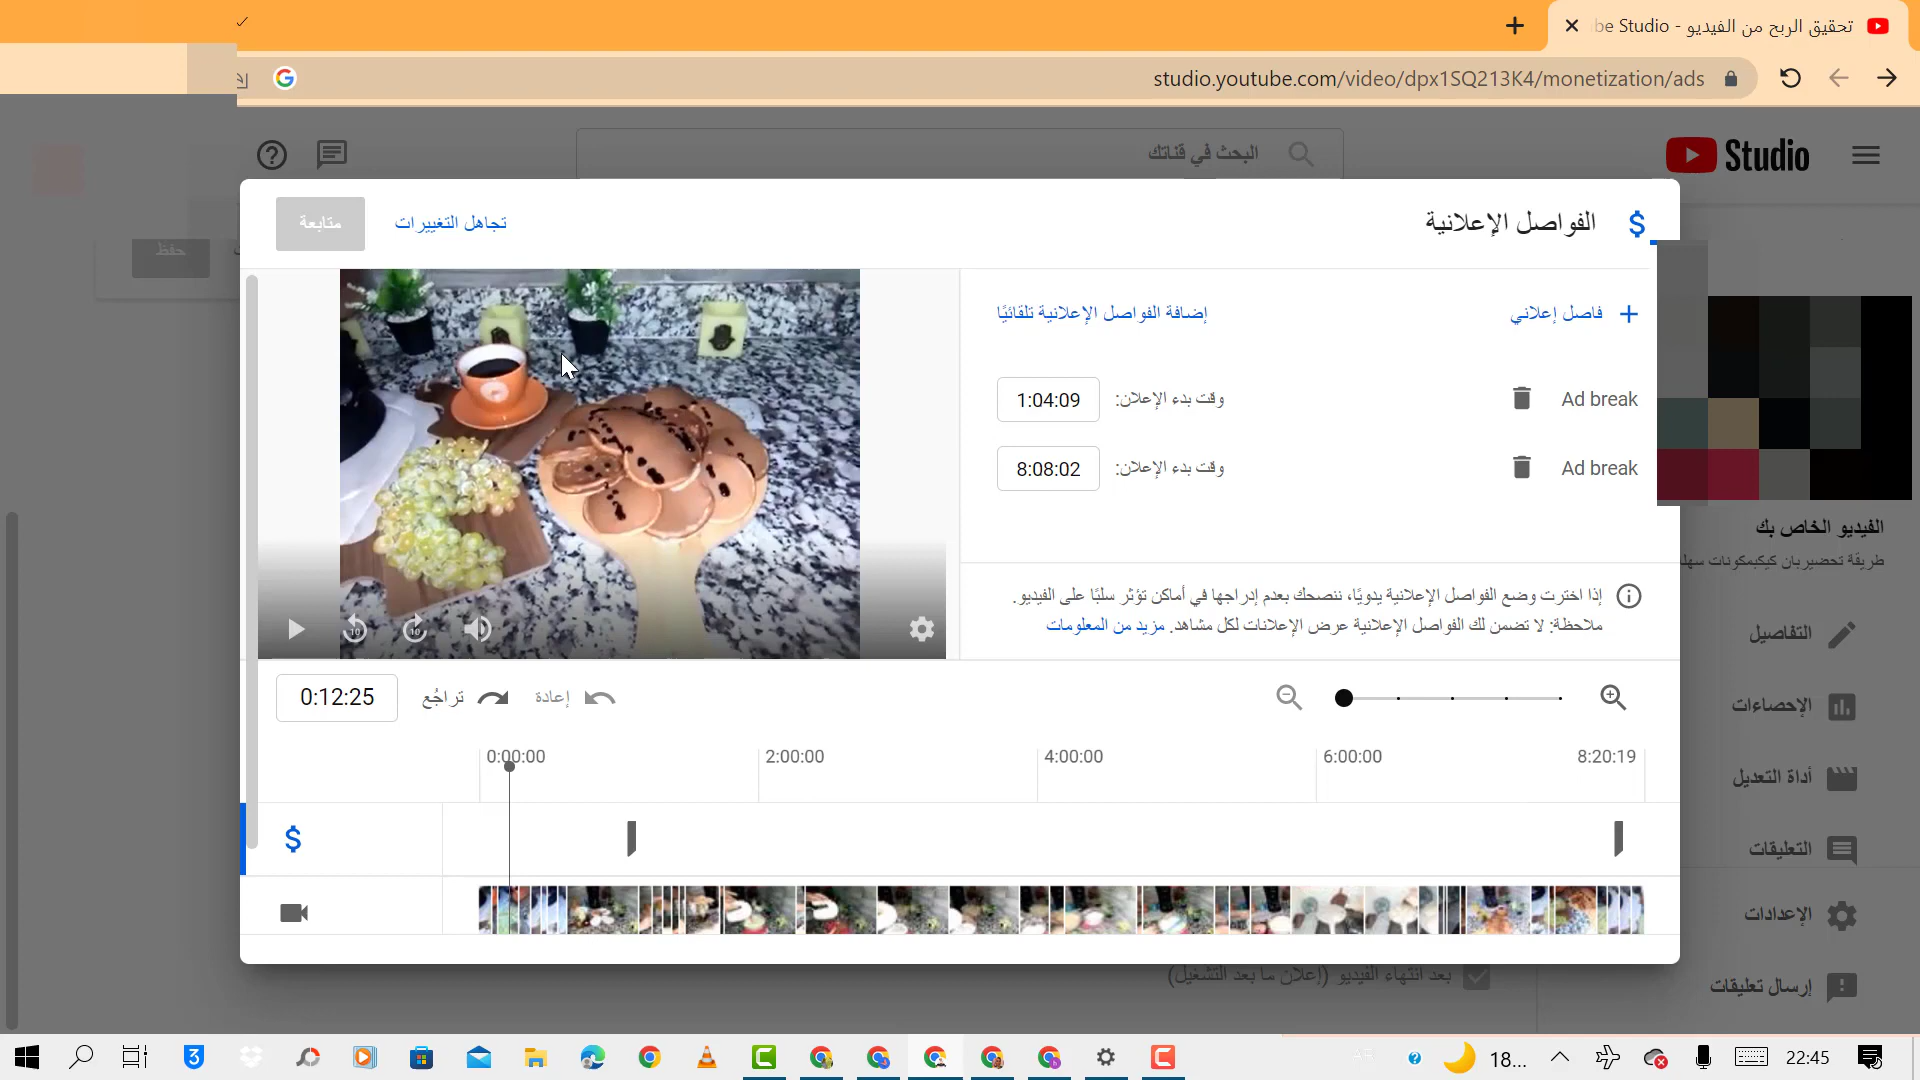 تحقيق الربح من الفيديو - be Studio
studio.youtube.com/video/dpx1SQ213K4/monetization/ads
Studio
البحث في قناتك
الفواصل الإعلانية
تجاهل التغييرات
متابعة
حفظ
فاصل إعلاني
إضافة الفواصل الإعلانية تلقائيًا
Ad break
وقت بدء الإعلان:
1:04:09
Ad break
وقت بدء الإعلان:
8:08:02
إذا اخترت وضع الفواصل الإعلانية يدويًا، ننصحك بعدم إدراجها في أماكن تؤثر سلبًا على الفيديو.
ملاحظة: لا تضمن لك الفواصل الإعلانية عرض الإعلانات لكل مشاهد. مزيد من المعلومات
10
10
0:12:25
تراجُع
إعادة
0:00:00
2:00:00
4:00:00
6:00:00
8:20:19
الفيديو الخاص بك
طريقة تحضيربان كيكبمكونات سهلة
التفاصيل
الإحصاءات
أداة التعديل
التعليقات
الإعدادات
إرسال تعليقات
بعد انتهاء الفيديو (إعلان ما بعد التشغيل)
18...
22:45